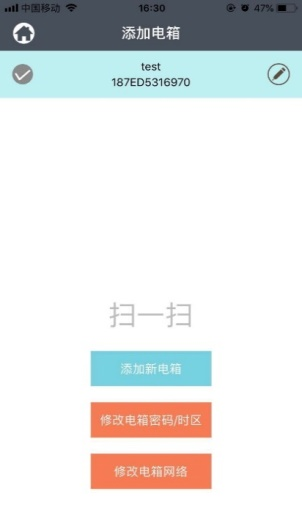 中国移动 16:30 27%
添加电箱
test
187ED5316970
扫一扫
添加新电箱
修改电箱密码/时区
修改电箱网络